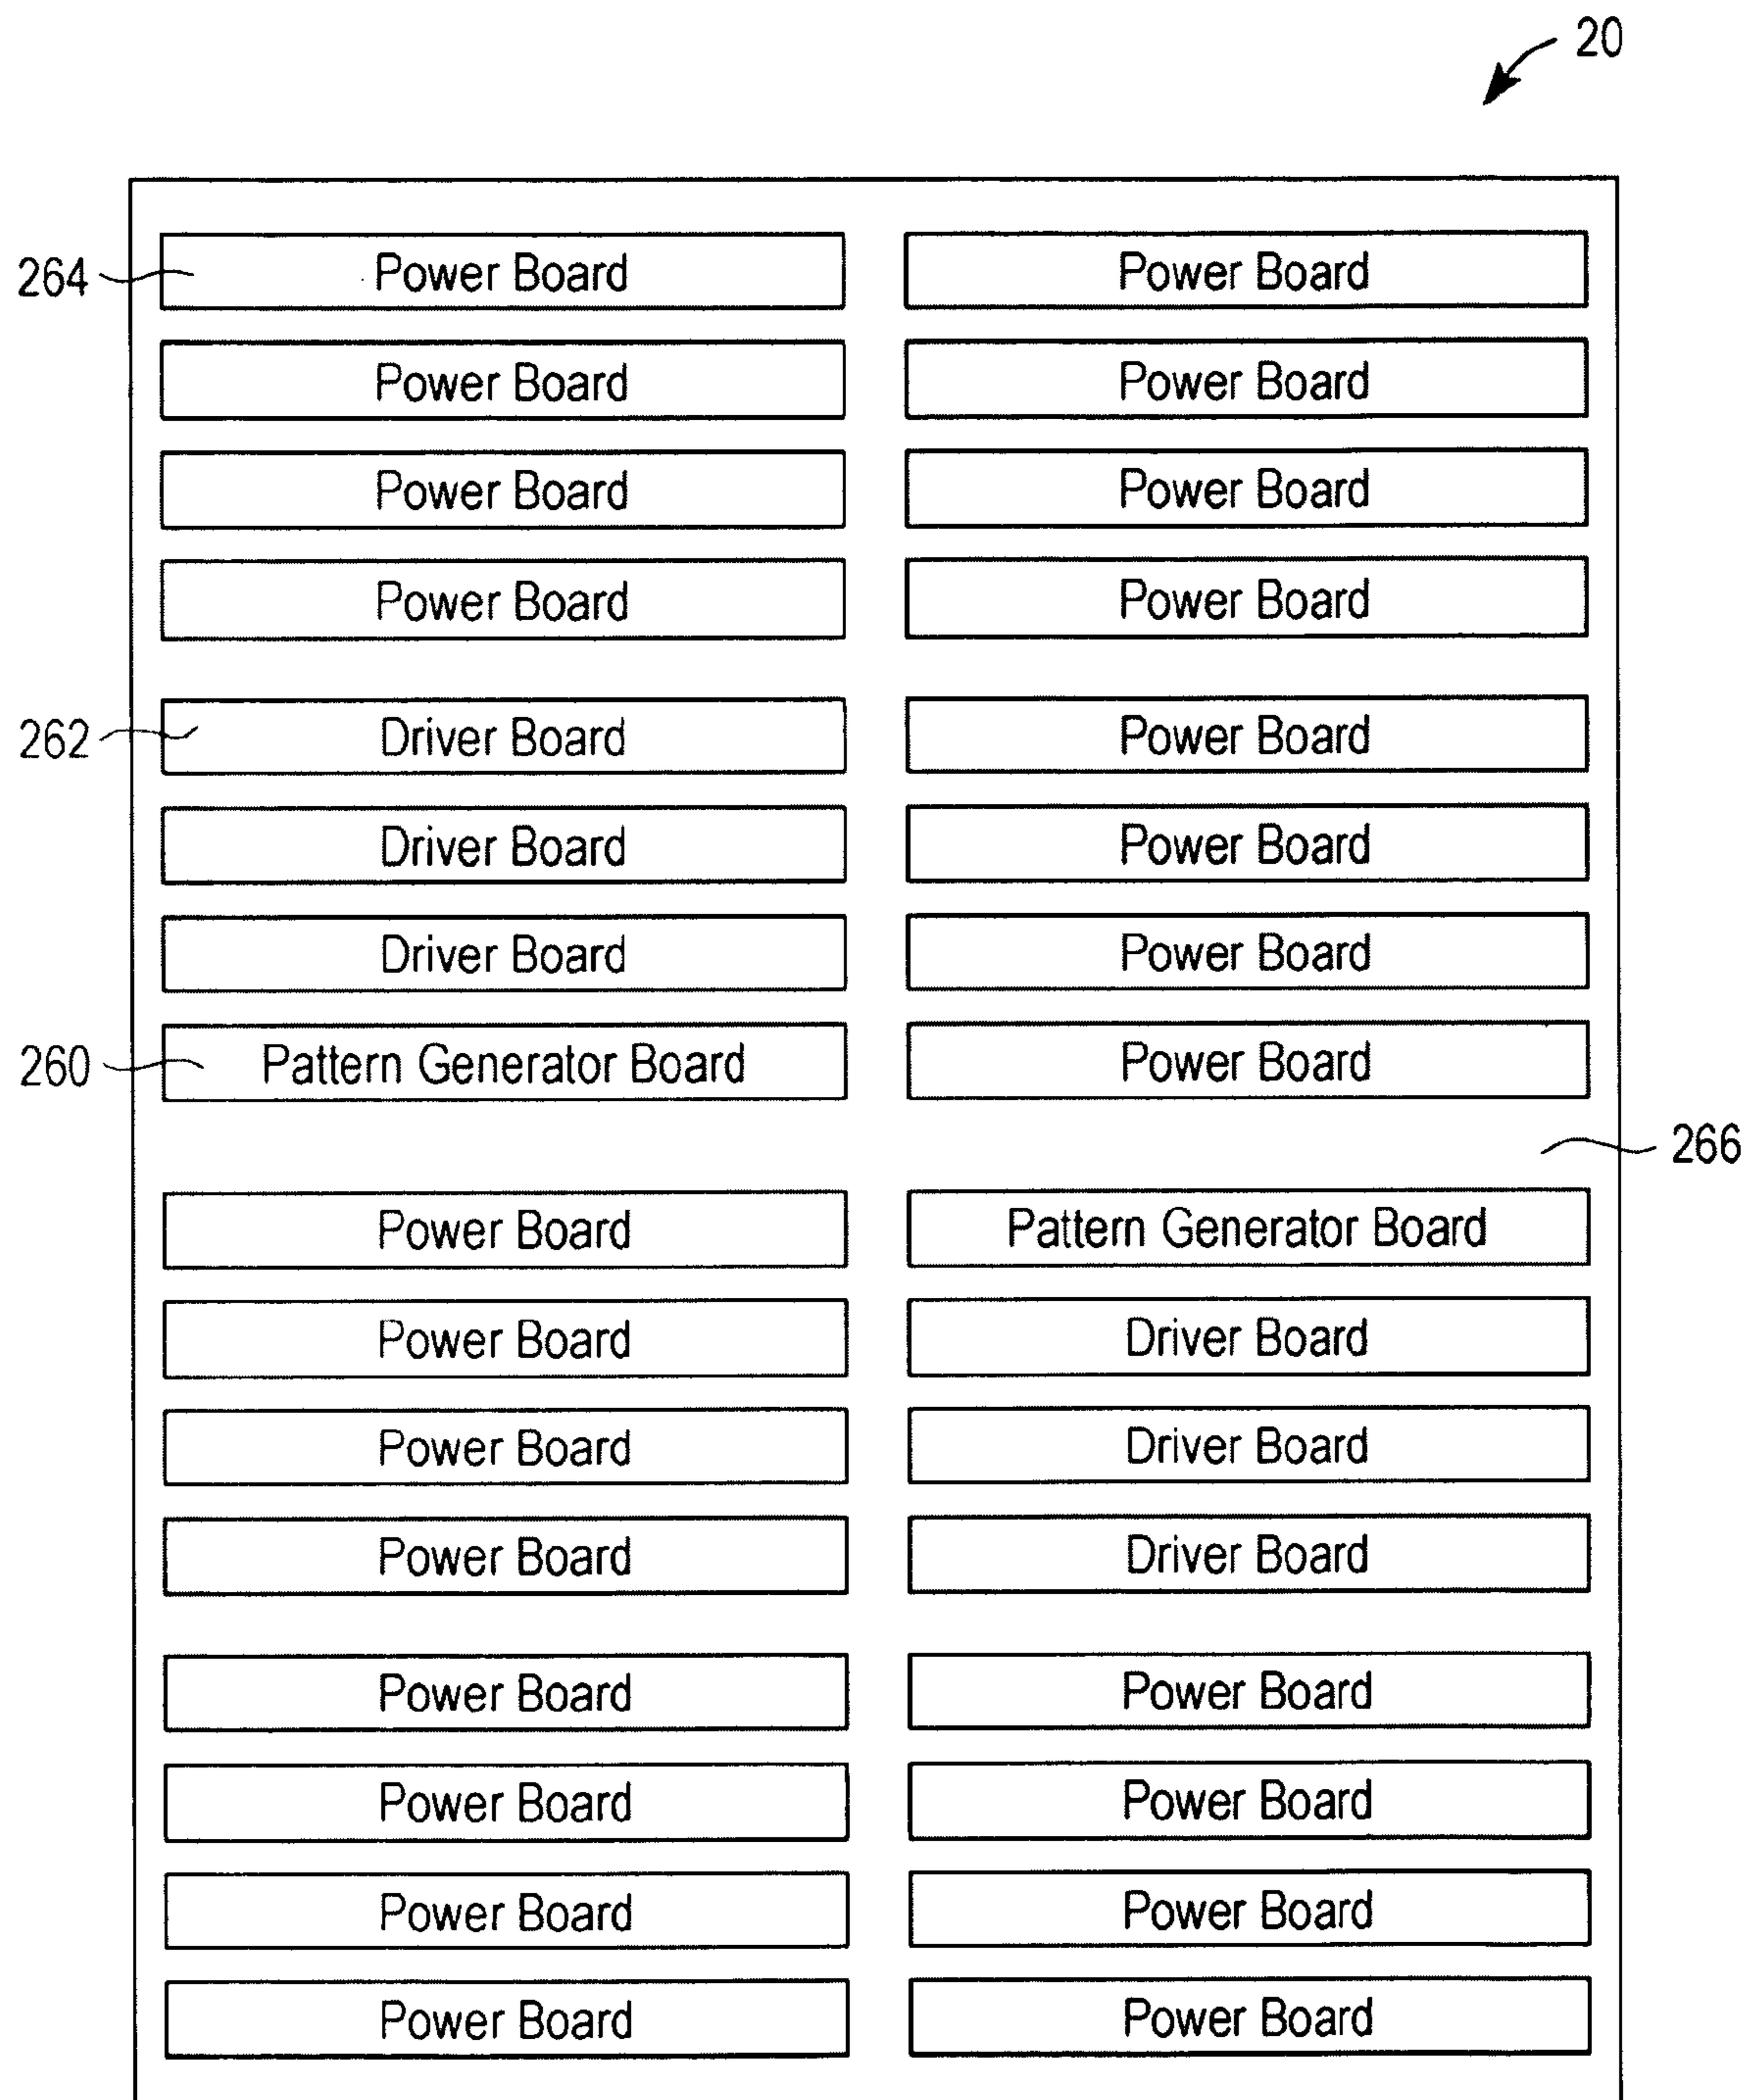 20
264 Power Board Power Board
Power Board Power Board
Power Board Power Board
Power Board Power Board
262 Driver Board Power Board
Driver Board Power Board
Driver Board Power Board
260 Pattern Generator Board Power Board
266
Power Board Pattern Generator Board
Power Board Driver Board
Power Board Driver Board
Power Board Driver Board
Power Board Power Board
Power Board Power Board
Power Board Power Board
Power Board Power Board